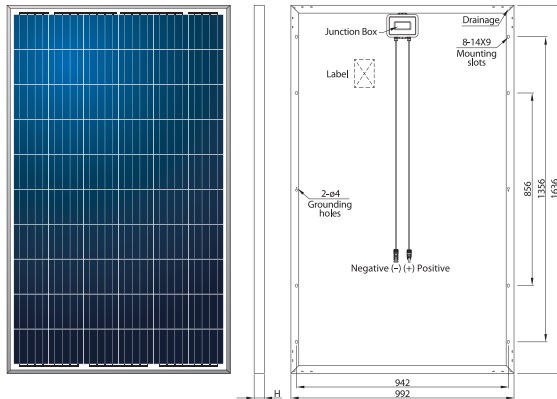 Drainage
Junction Box
8-14X9
Mounting
slots
Label
2-ø4
Grounding
holes
856
1356
1636
Negative (–) (+) Positive
942
H
992